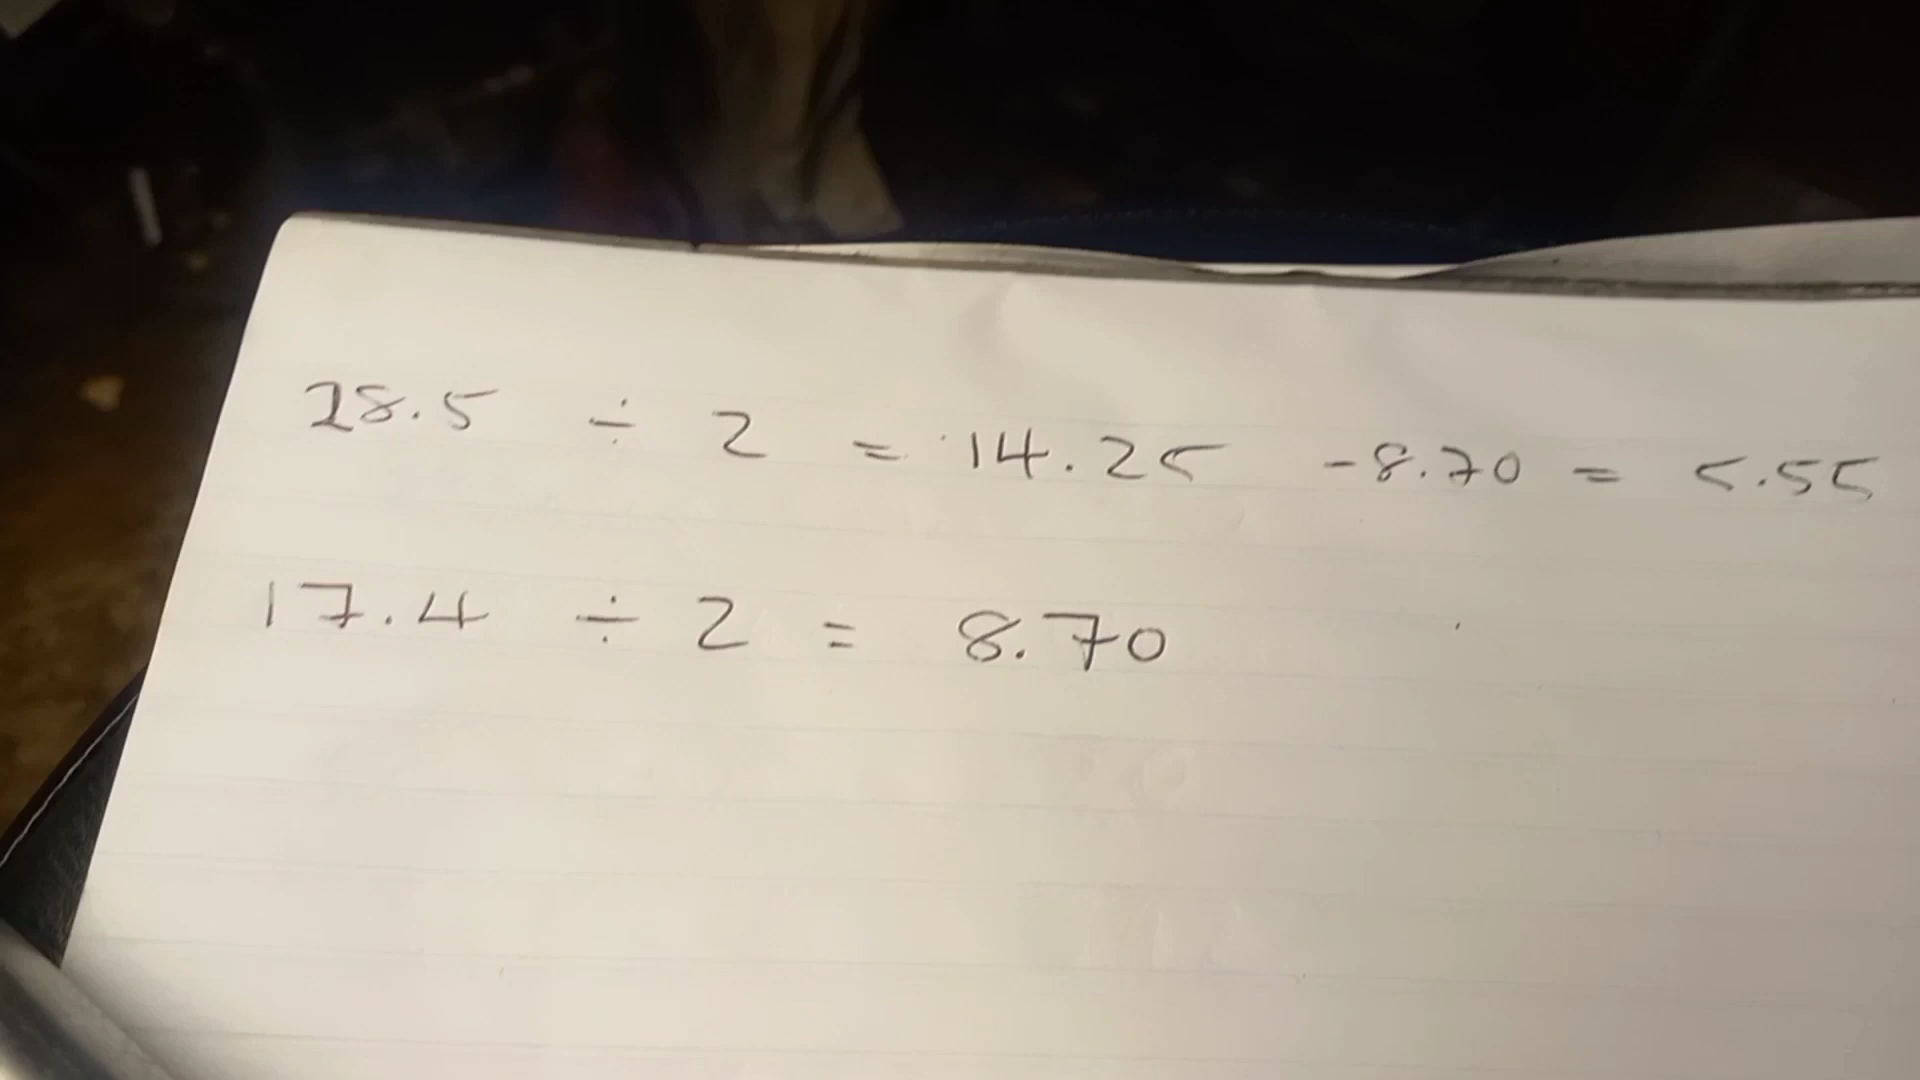 28.5 ÷ 2 = 14.25 -8.70 = 5.55
17.4 ÷ 2 = 8.70